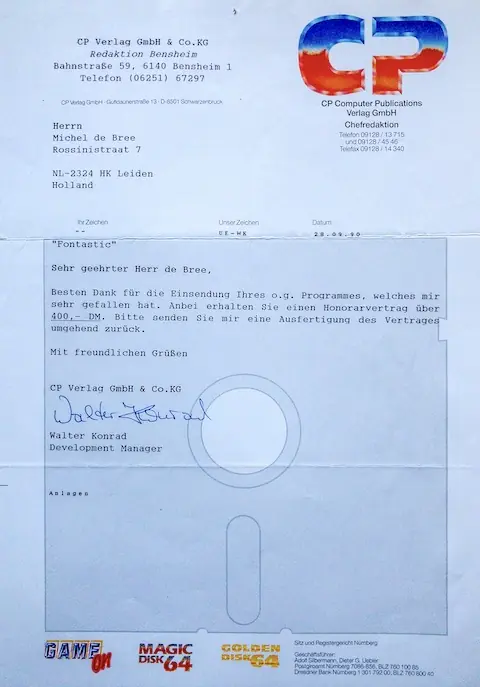 CP Verlag GmbH & Co.KG
Redaktion Bensheim
Bahnstraße 59, 6140 Bensheim 1
Telefon (06251) 67297
CP
CP Computer Publications
Verlag GmbH
Chefredaktion
Telefon 09128 / 13 715
und 09128 / 45 46
Telefax 09128 / 14 340
CP Verlag GmbH · Gufidaunerstraße 13 · D-8501 Schwarzenbruck
Herrn
Michel de Bree
Rossinistraat 7
NL-2324 HK Leiden
Holland
Ihr Zeichen Unser Zeichen Datum
-- UE-HK 28.09.90
"Fontastic"
Sehr geehrter Herr de Bree,
Besten Dank für die Einsendung Ihres o.g. Programmes, welches mir
sehr gefallen hat. Anbei erhalten Sie einen Honorarvertrag über
400,- DM. Bitte senden Sie mir eine Ausfertigung des Vertrages
umgehend zurück.
Mit freundlichen Grüßen
CP Verlag GmbH & Co.KG
Walter Konrad
Walter Konrad
Development Manager
Anlagen
GAME ON
MAGIC DISK 64
GOLDEN DISK 64
Sitz und Registergericht Nürnberg
Geschäftsführer:
Adolf Silbermann, Dieter G. Uebler
Postgiroamt Nürnberg 7086-856, BLZ 760 100 85
Dresdner Bank Nürnberg 1 001 792 00, BLZ 760 800 40